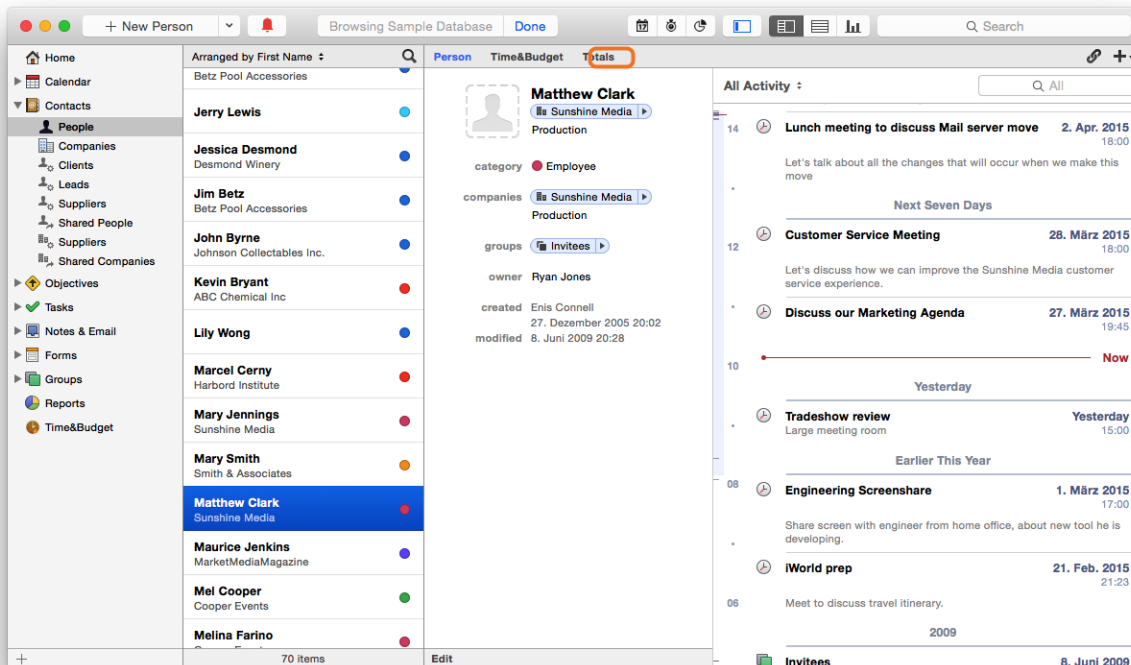 + New Person
Browsing Sample Database
Done
17
Search
Home
Calendar
Contacts
People
Companies
Clients
Leads
Suppliers
Shared People
Suppliers
Shared Companies
Objectives
Tasks
Notes & Email
Forms
Groups
Reports
Time&Budget
Arranged by First Name
Betz Pool Accessories
Jerry Lewis
Jessica Desmond
Desmond Winery
Jim Betz
Betz Pool Accessories
John Byrne
Johnson Collectables Inc.
Kevin Bryant
ABC Chemical Inc
Lily Wong
Marcel Cerny
Harbord Institute
Mary Jennings
Sunshine Media
Mary Smith
Smith & Associates
Matthew Clark
Sunshine Media
Maurice Jenkins
MarketMediaMagazine
Mel Cooper
Cooper Events
Melina Farino
70 items
Person Time&Budget Totals
Matthew Clark
Sunshine Media
Production
category Employee
companies Sunshine Media
Production
groups Invitees
owner Ryan Jones
created Enis Connell
27. Dezember 2005 20:02
modified 8. Juni 2009 20:28
Edit
All Activity
All
14
12
10
08
06
Lunch meeting to discuss Mail server move 2. Apr. 2015
18:00
Let's talk about all the changes that will occur when we make this
move
Next Seven Days
Customer Service Meeting 28. März 2015
18:00
Let's discuss how we can improve the Sunshine Media customer
service experience.
Discuss our Marketing Agenda 27. März 2015
19:45
Now
Yesterday
Tradeshow review Yesterday
Large meeting room 15:00
Earlier This Year
Engineering Screenshare 1. März 2015
17:00
Share screen with engineer from home office, about new tool he is
developing.
iWorld prep 21. Feb. 2015
21:23
Meet to discuss travel itinerary.
2009
Invitees 8. Juni 2009